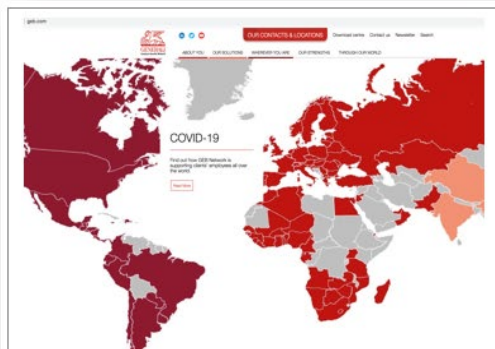 geb.com
OUR CONTACTS & LOCATIONS
Download centre Contact us Newsletter Search
GENERALI
ABOUT YOU OUR SOLUTIONS WHEREVER YOU ARE OUR STRENGTHS THROUGH OUR WORLD
COVID-19
Find out how GEB Network is
supporting clients' employees all over
the world
Read More